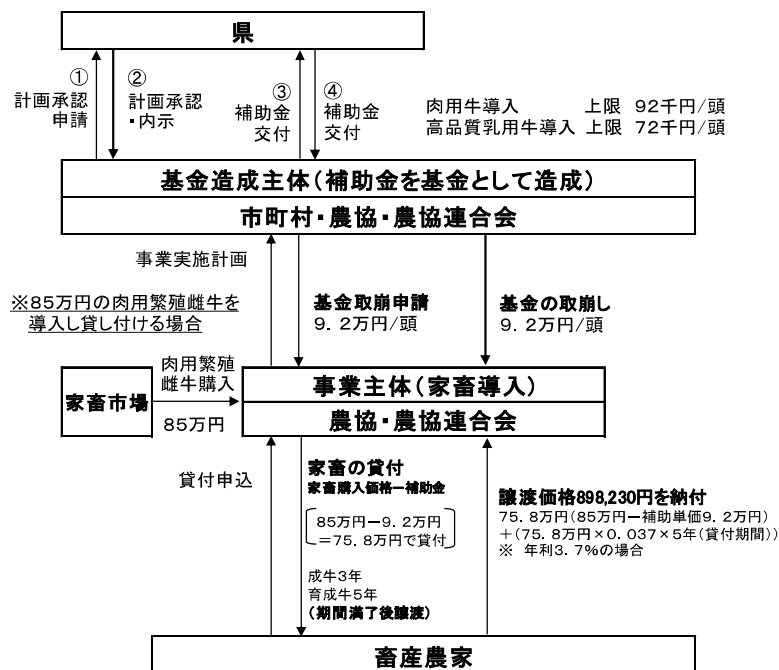 県
①
計画承認
申請
②
計画承認
・内示
③
補助金
交付
④
補助金
交付
肉用牛導入　　　上限 92千円/頭
高品質乳用牛導入 上限 72千円/頭
基金造成主体(補助金を基金として造成)
市町村・農協・農協連合会
事業実施計画
※85万円の肉用繁殖雌牛を
導入し貸し付ける場合
基金取崩申請
9.2万円/頭
基金の取崩し
9.2万円/頭
家畜市場
肉用繁殖
雌牛購入
85万円
事業主体(家畜導入)
農協・農協連合会
貸付申込
家畜の貸付
家畜購入価格ー補助金
85万円ー9.2万円
=75.8万円で貸付
成牛3年
育成牛5年
(期間満了後譲渡)
譲渡価格898,230円を納付
75.8万円(85万円ー補助単価9.2万円)
+(75.8万円×0.037×5年(貸付期間))
※ 年利3.7%の場合
畜産農家